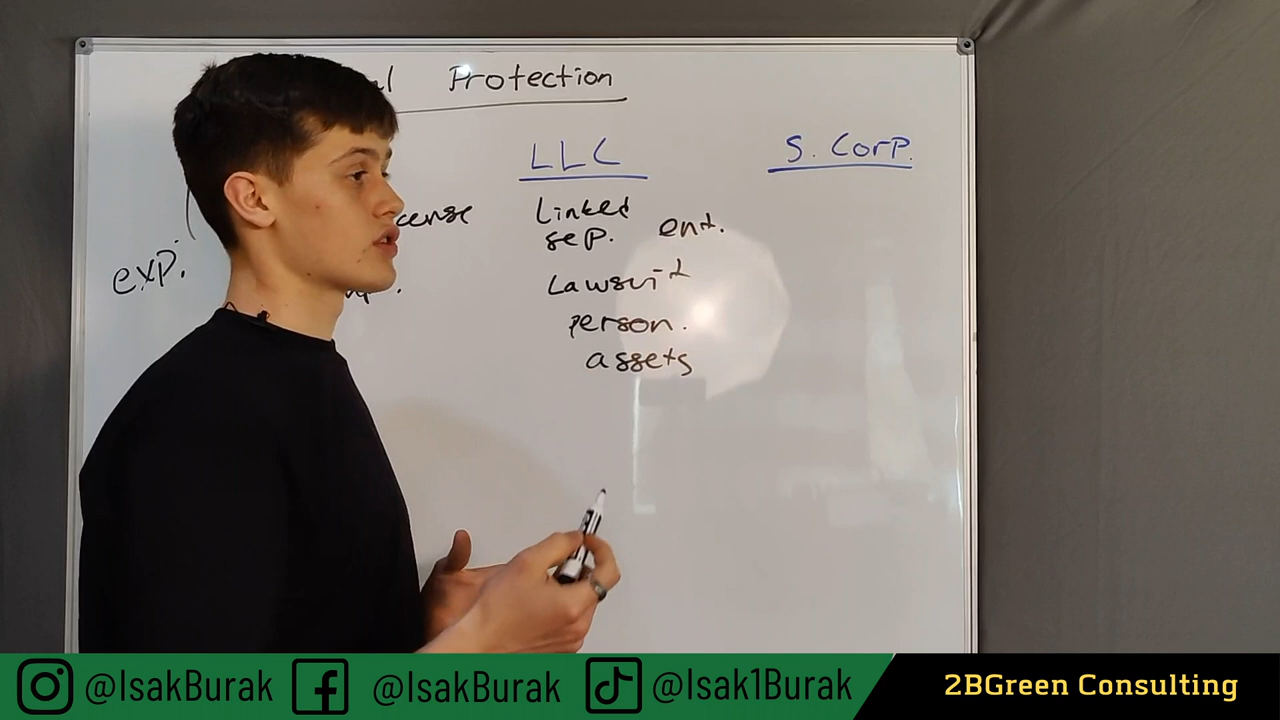 Protection
LLC
S. Corp.
Linked
sep. ent.
Lawsuit
person.
assets
exp:
@IsakBurak
@IsakBurak
@Isak1Burak
2BGreen Consulting